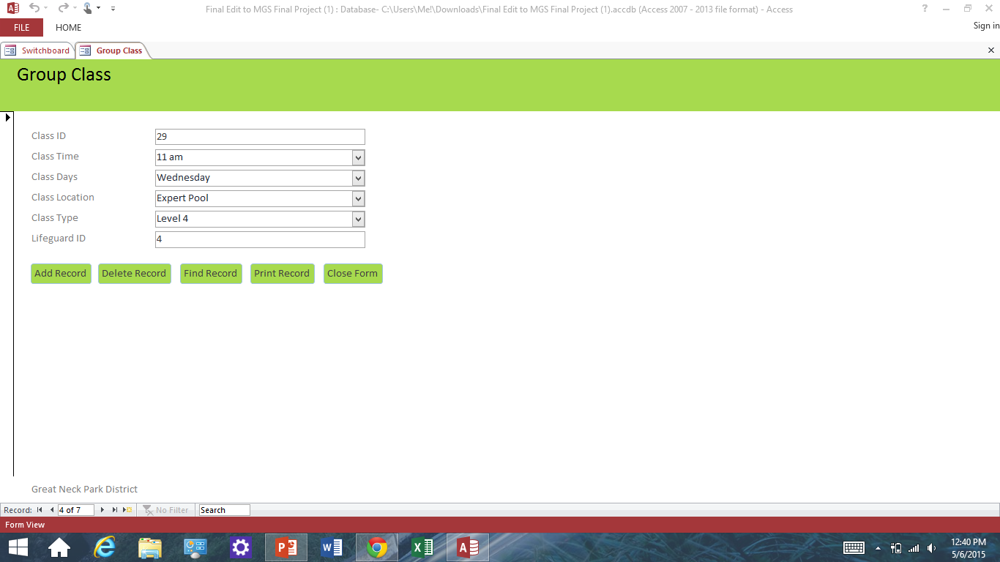 Final Edit to MGS Final Project (1) : Database- C:\Users\Me!\Downloads\Final Edit to MGS Final Project (1).accdb (Access 2007 - 2013 file format) - Access
FILE HOME Sign in
Switchboard Group Class
Group Class
Class ID 29
Class Time 11 am
Class Days Wednesday
Class Location Expert Pool
Class Type Level 4
Lifeguard ID 4
Add Record Delete Record Find Record Print Record Close Form
Great Neck Park District
Record: 4 of 7 No Filter Search
Form View
12:40 PM
5/6/2015